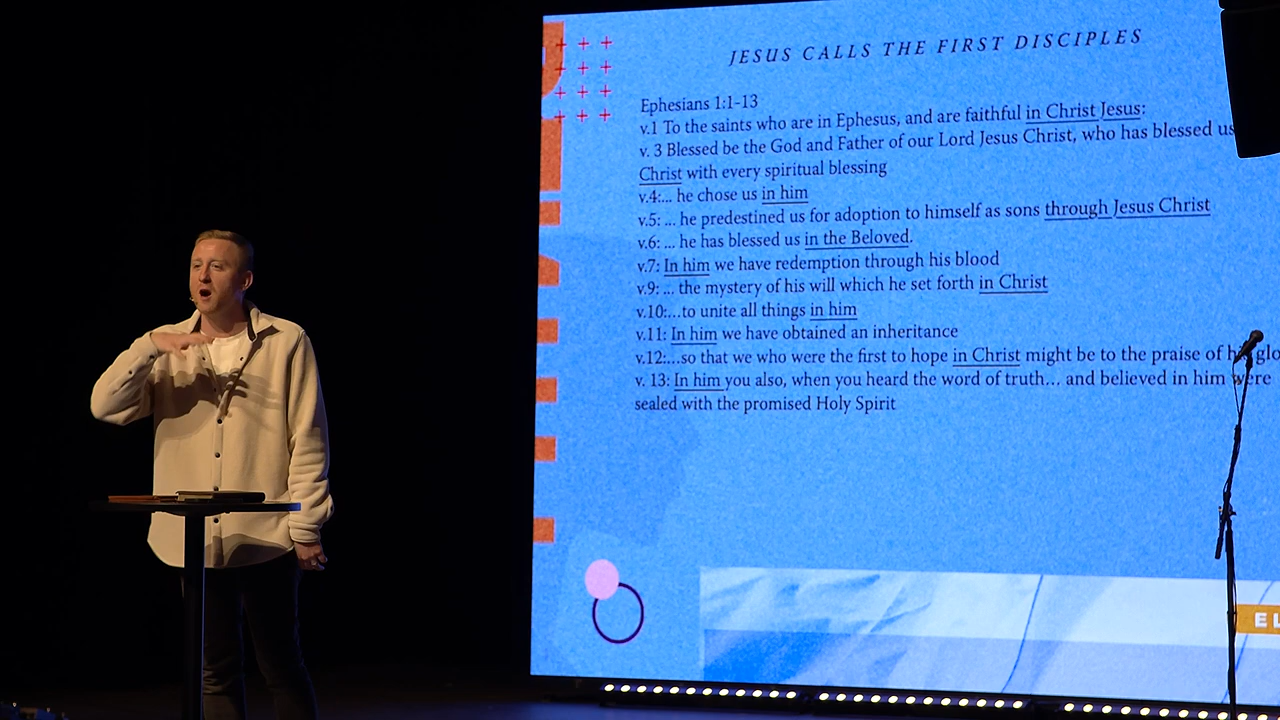 JESUS CALLS THE FIRST DISCIPLES
Ephesians 1:1-13
v.1 To the saints who are in Ephesus, and are faithful in Christ Jesus:
v. 3 Blessed be the God and Father of our Lord Jesus Christ, who has blessed us
Christ with every spiritual blessing
v.4:... he chose us in him
v.5: ... he predestined us for adoption to himself as sons through Jesus Christ
v.6: ... he has blessed us in the Beloved.
v.7: In him we have redemption through his blood
v.9: ... the mystery of his will which he set forth in Christ
v.10:...to unite all things in him
v.11: In him we have obtained an inheritance
v.12:...so that we who were the first to hope in Christ might be to the praise of
v. 13: In him you also, when you heard the word of truth... and believed in him were
sealed with the promised Holy Spirit